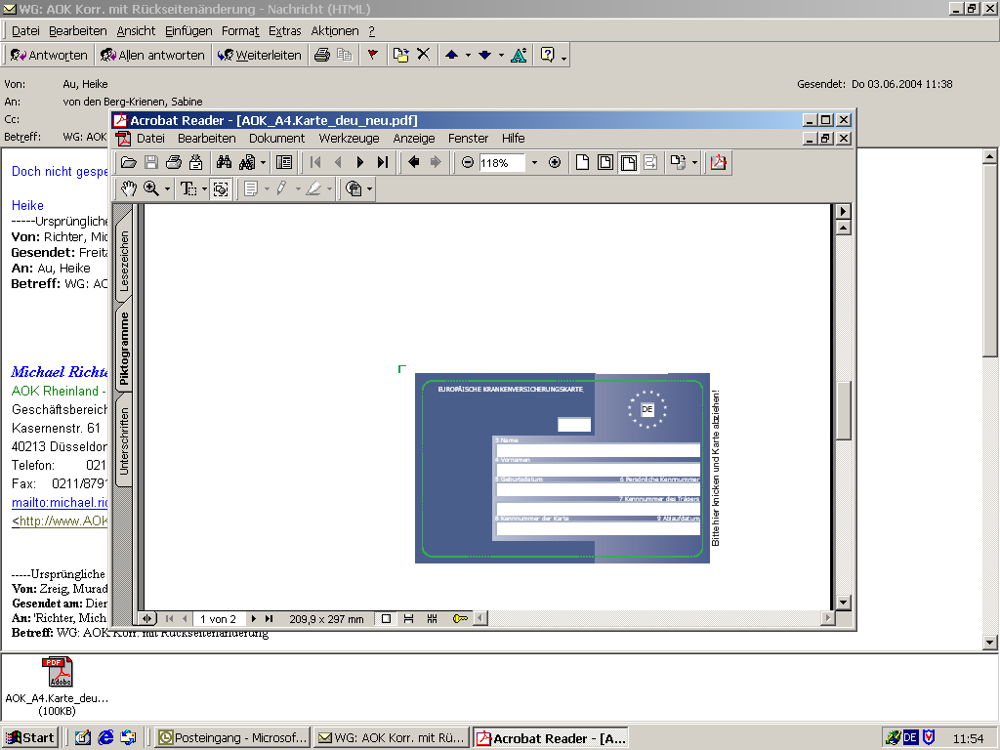 WG: AOK Korr. mit Rückseitenänderung - Nachricht (HTML)
Datei Bearbeiten Ansicht Einfügen Format Extras Aktionen ?
Antworten Allen antworten Weiterleiten
Von: Au, Heike Gesendet: Do 03.06.2004 11:38
An: von den Berg-Krienen, Sabine
Cc:
Betreff: WG: AOK
Acrobat Reader - [AOK_A4.Karte_deu_neu.pdf]
Datei Bearbeiten Dokument Werkzeuge Anzeige Fenster Hilfe
118%
Doch nicht gespe
Heike
-----Ursprüngliche
Von: Richter, Mic
Gesendet: Freita
An: Au, Heike
Betreff: WG: AO
Michael Richte
AOK Rheinland -
Geschäftsbereich
Kasernenstr. 61
40213 Düsseldor
Telefon: 021
Fax: 0211/8791
mailto:michael.ric
<http://www.AOK
-----Ursprüngliche
Von: Zreig, Murad
Gesendet am: Dien
An: 'Richter, Mich
Betreff: WG: AOK Korr. mit Rückseitenänderung
Lesezeichen
Piktogramme
Unterschriften
EUROPÄISCHE KRANKENVERSICHERUNGSKARTE
DE
3 Name
4 Vornamen
5 Geburtsdatum 6 Persönliche Kennnummer
7 Kennnummer des Trägers
8 Kennnummer der Karte 9 Ablaufdatum
Bitte hier knicken und Karte abziehen!
1 von 2 209,9 x 297 mm
PDF
Adobe
AOK_A4.Karte_deu...
(100KB)
Start Posteingang - Microsof... WG: AOK Korr. mit Rü... Acrobat Reader - [A... DE 11:54